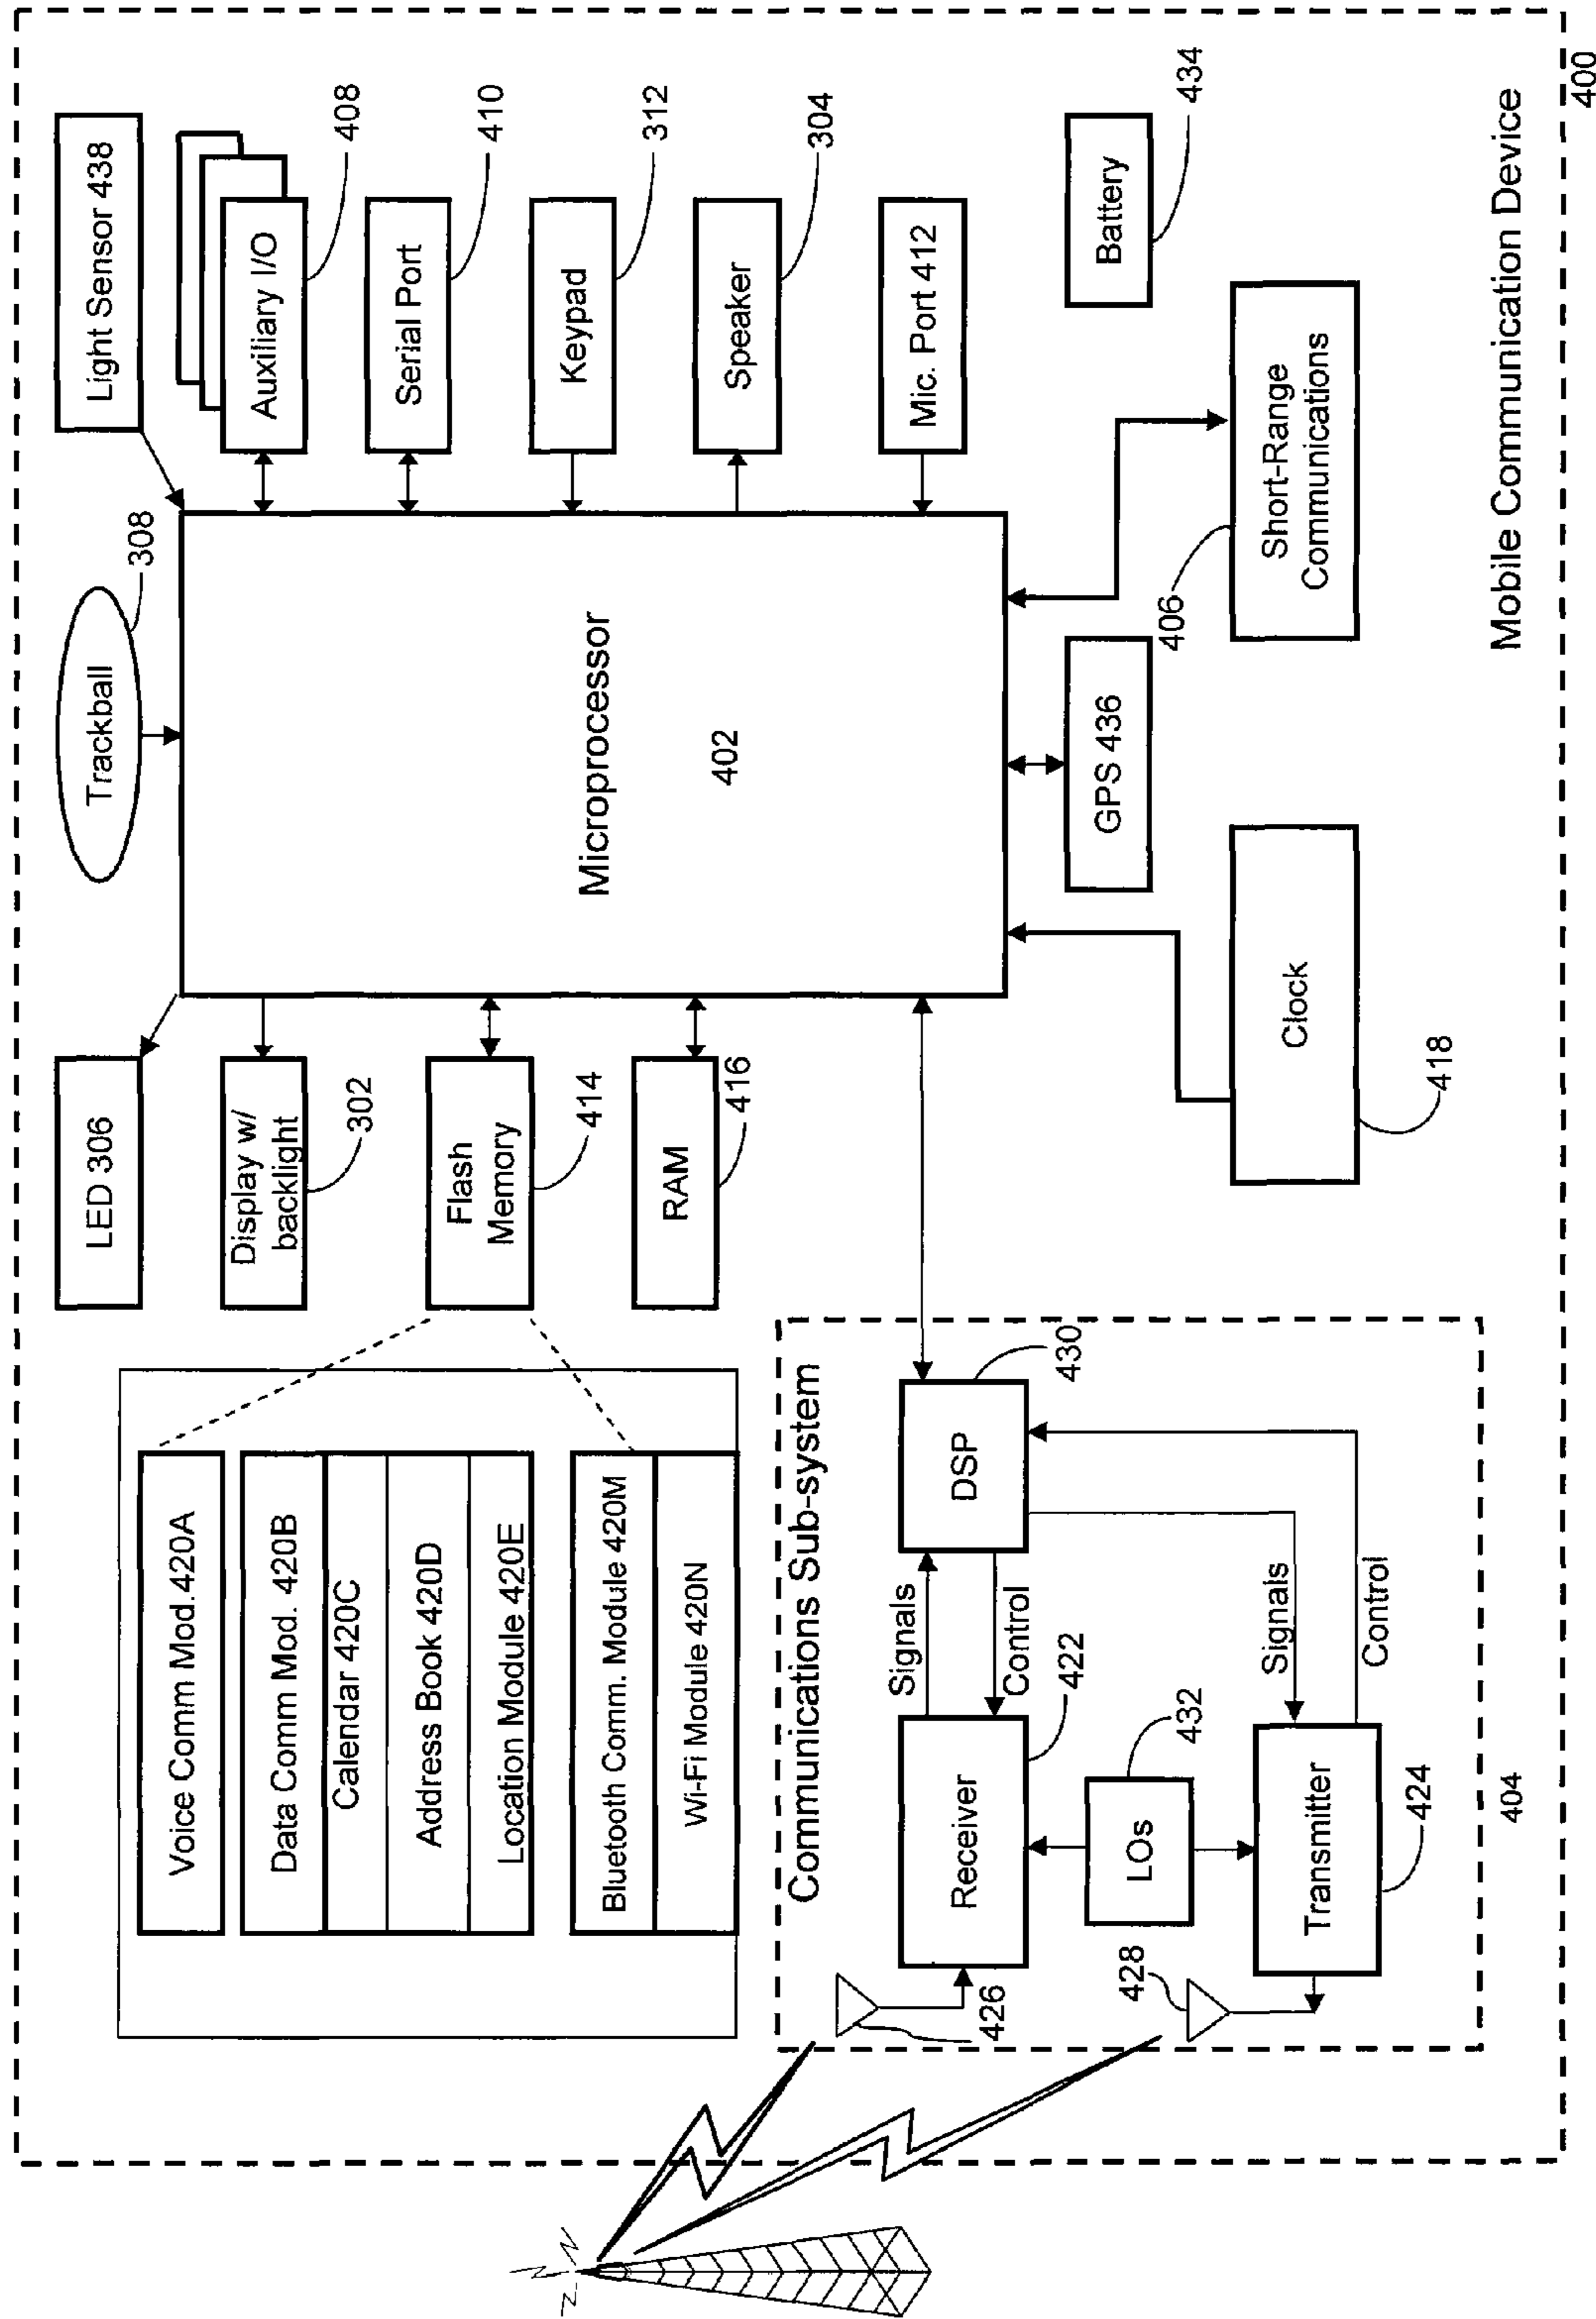 Voice Comm Mod.420A
Data Comm Mod. 420B
Calendar 420C
Address Book 420D
Location Module 420E
Bluetooth Comm. Module 420M
Wi-Fi Module 420N
LED 306
Display w/
backlight
302
Flash
Memory
414
RAM
416
Trackball
308
Microprocessor
402
Light Sensor 438
Auxiliary I/O
408
Serial Port
410
Keypad
312
Speaker
304
Mic. Port 412
Communications Sub-system
426
Receiver
422
Signals
Control
DSP
430
LOs
432
428
Transmitter
424
Signals
Control
404
Clock
418
GPS 436
406
Short-Range
Communications
Battery
434
Mobile Communication Device
400